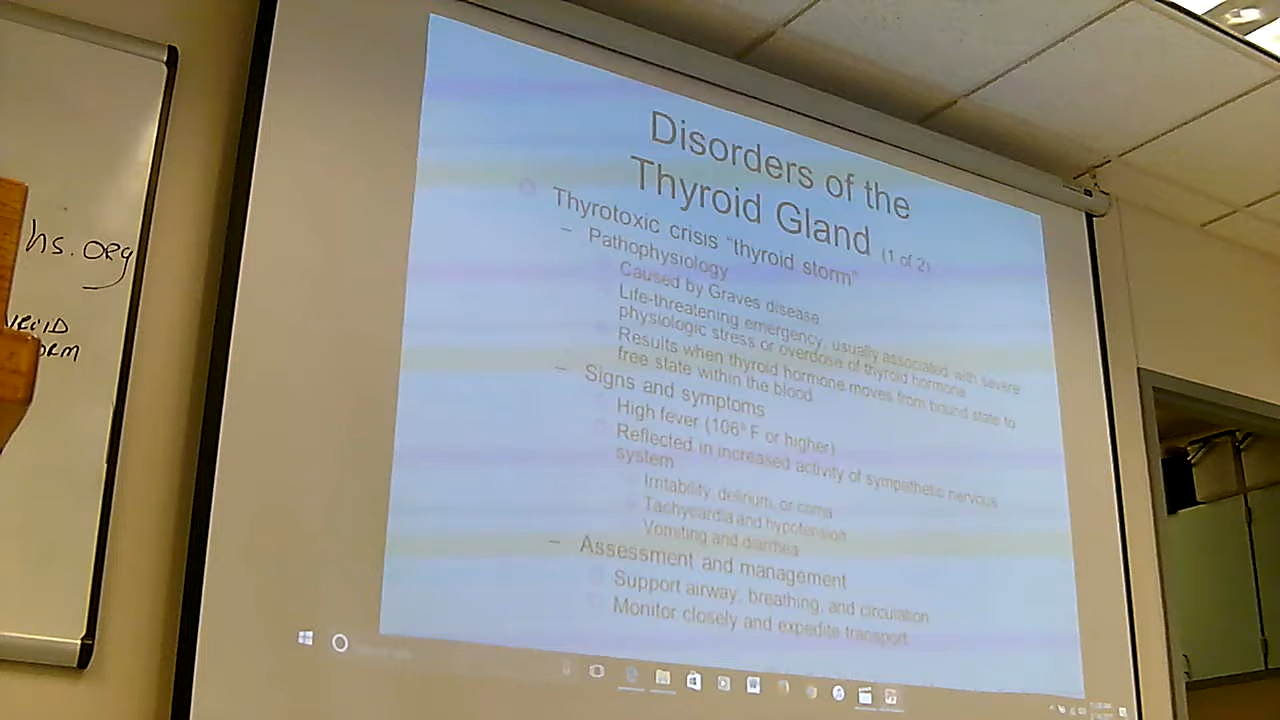 hs.org
Disorders of the
Thyroid Gland (1 of 2)
Thyrotoxic crisis "thyroid storm"
– Pathophysiology
Caused by Graves disease
Life-threatening emergency, usually associated with severe
physiologic stress or overdose of thyroid hormone
Results when thyroid hormone moves from bound state to
free state within the blood
– Signs and symptoms
High fever (106° F or higher)
Reflected in increased activity of sympathetic nervous
system
Irritability, delirium, or coma
Tachycardia and hypotension
Vomiting and diarrhea
– Assessment and management
Support airway, breathing, and circulation
Monitor closely and expedite transport